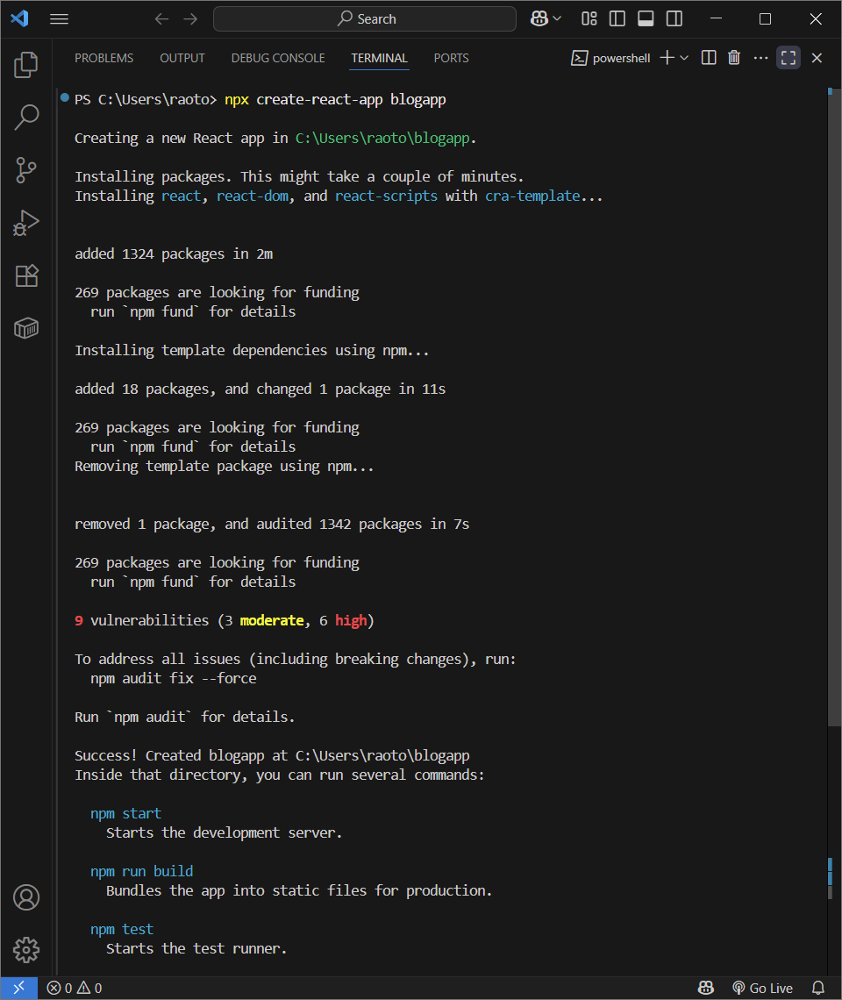 Search
PROBLEMS OUTPUT DEBUG CONSOLE TERMINAL PORTS powershell
PS C:\Users\raoto> npx create-react-app blogapp
Creating a new React app in C:\Users\raoto\blogapp.
Installing packages. This might take a couple of minutes.
Installing react, react-dom, and react-scripts with cra-template...
added 1324 packages in 2m
269 packages are looking for funding
  run `npm fund` for details
Installing template dependencies using npm...
added 18 packages, and changed 1 package in 11s
269 packages are looking for funding
  run `npm fund` for details
Removing template package using npm...
removed 1 package, and audited 1342 packages in 7s
269 packages are looking for funding
  run `npm fund` for details
9 vulnerabilities (3 moderate, 6 high)
To address all issues (including breaking changes), run:
  npm audit fix --force
Run `npm audit` for details.
Success! Created blogapp at C:\Users\raoto\blogapp
Inside that directory, you can run several commands:
  npm start
    Starts the development server.
  npm run build
    Bundles the app into static files for production.
  npm test
    Starts the test runner.
0 0 Go Live